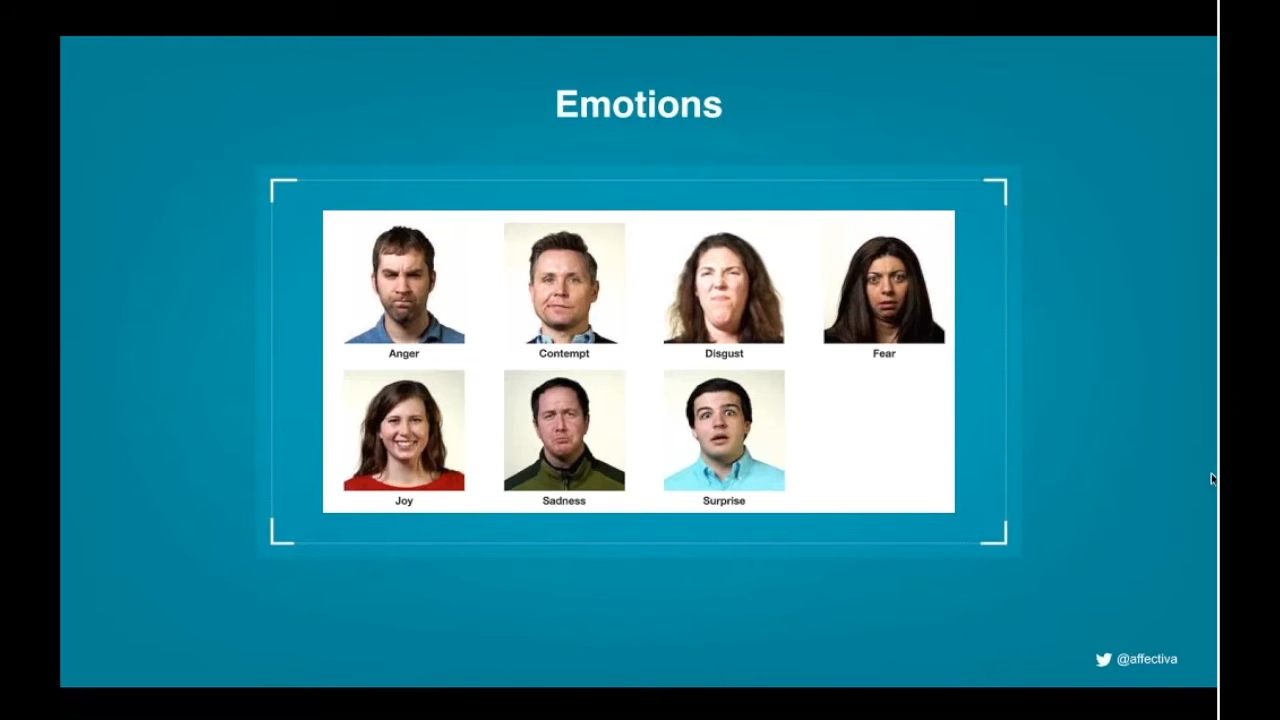 Emotions
Anger
Contempt
Disgust
Fear
Joy
Sadness
Surprise
@affectiva